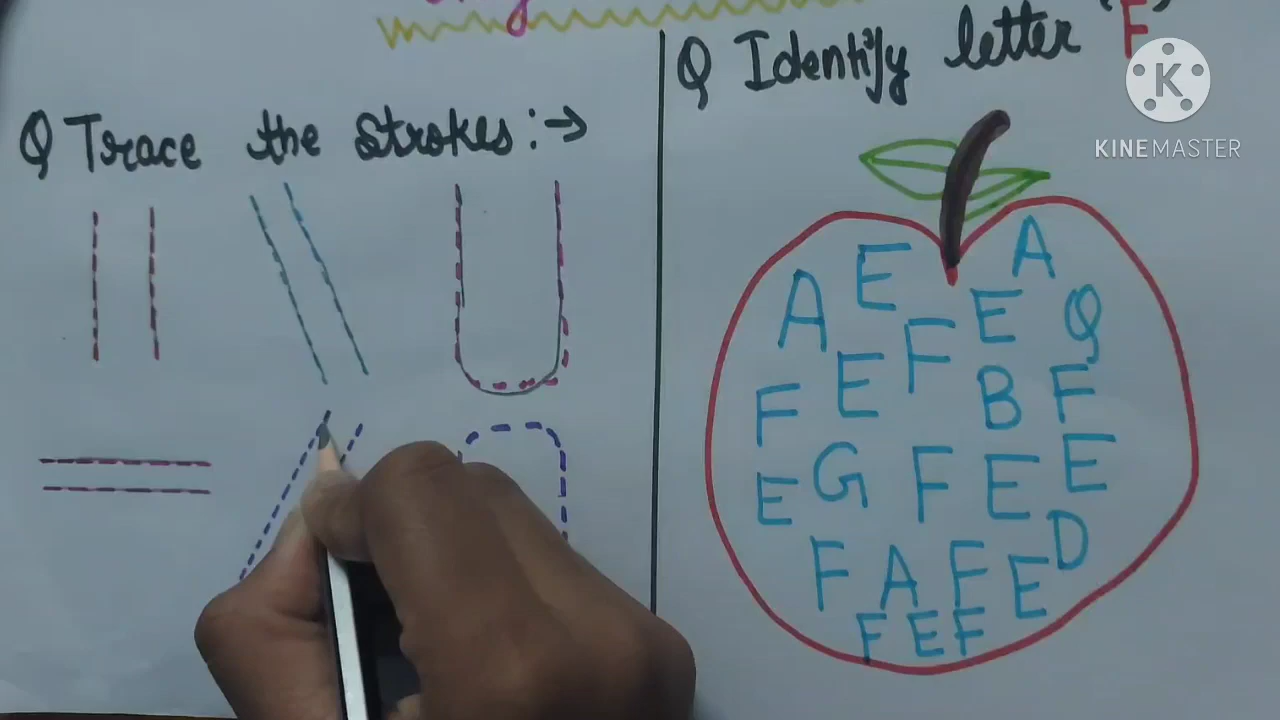 Q Trace the strokes :→
Q Identify letter 'F'
K
KINEMASTER
A E A
E Q
F
F E B F
E G F E E
F A F E D
F E F